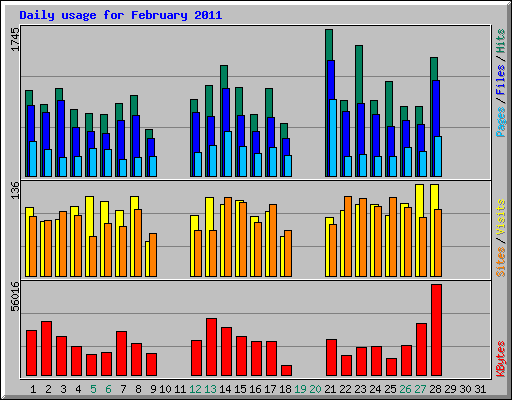 Daily usage for February 2011
1745
Pages / Files / Hits
136
Sites / Visits
56016
KBytes
1 2 3 4 5 6 7 8 9 10 11 12 13 14 15 16 17 18 19 20 21 22 23 24 25 26 27 28 29 30 31